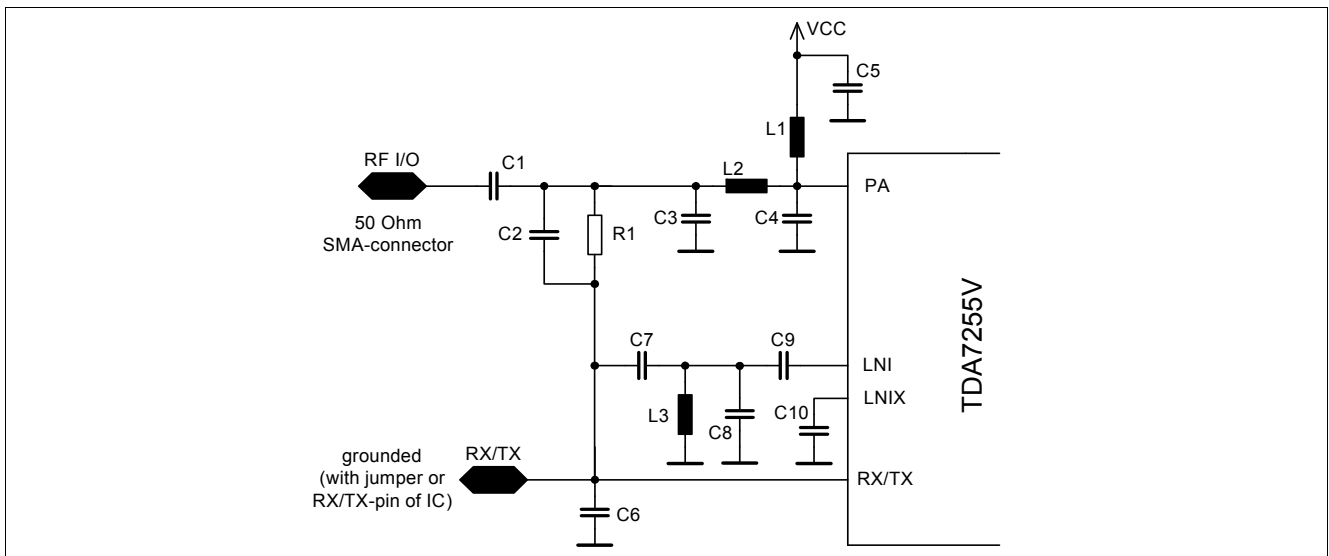 VCC
C5
L1
RF I/O
C1
L2
PA
50 Ohm
SMA-connector
C2
R1
C3
C4
TDA7255V
C7
C9
LNI
LNIX
L3
C8
C10
grounded
(with jumper or
RX/TX-pin of IC)
RX/TX
RX/TX
C6